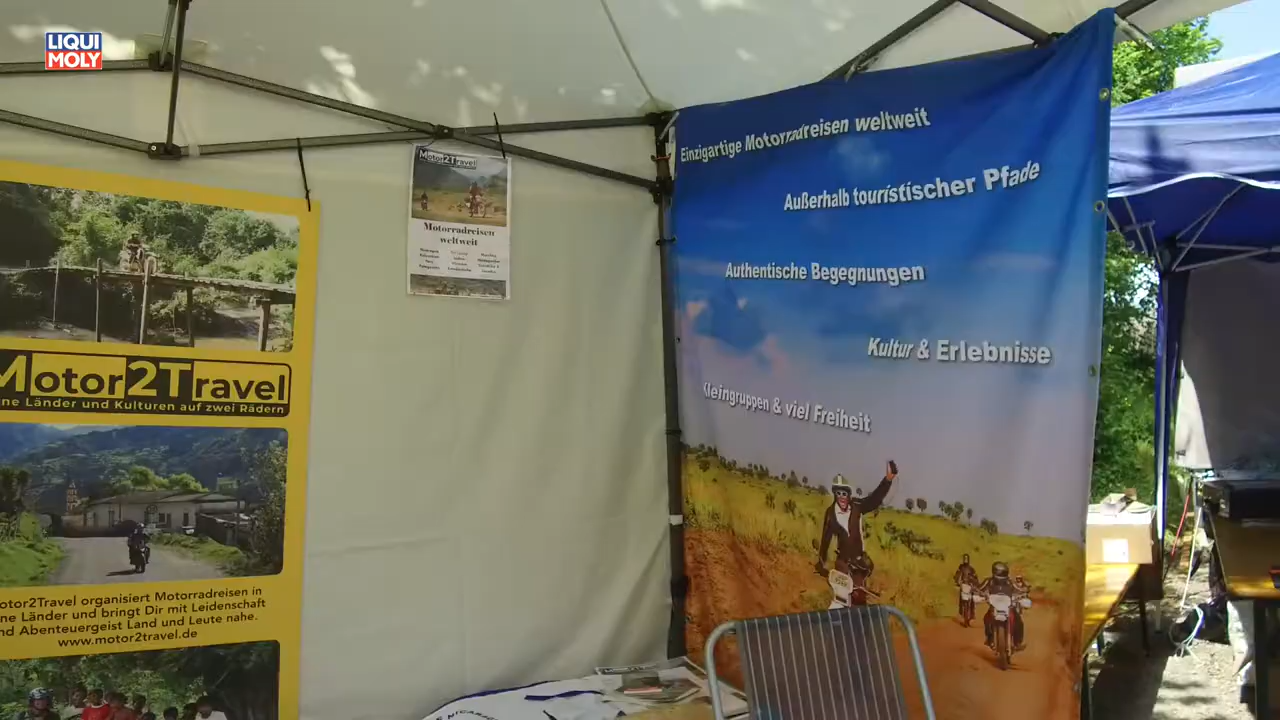 LIQUI
MOLY
Motor2Travel
ne Länder und Kulturen auf zwei Rädern
otor2Travel organisiert Motorradreisen in
ne Länder und bringt Dir mit Leidenschaft
nd Abenteuergeist Land und Leute nahe.
www.motor2travel.de
Motor2Travel
Motorradreisen
weltweit
Einzigartige Motorradreisen weltweit
Außerhalb touristischer Pfade
Authentische Begegnungen
Kultur & Erlebnisse
Kleingruppen & viel Freiheit